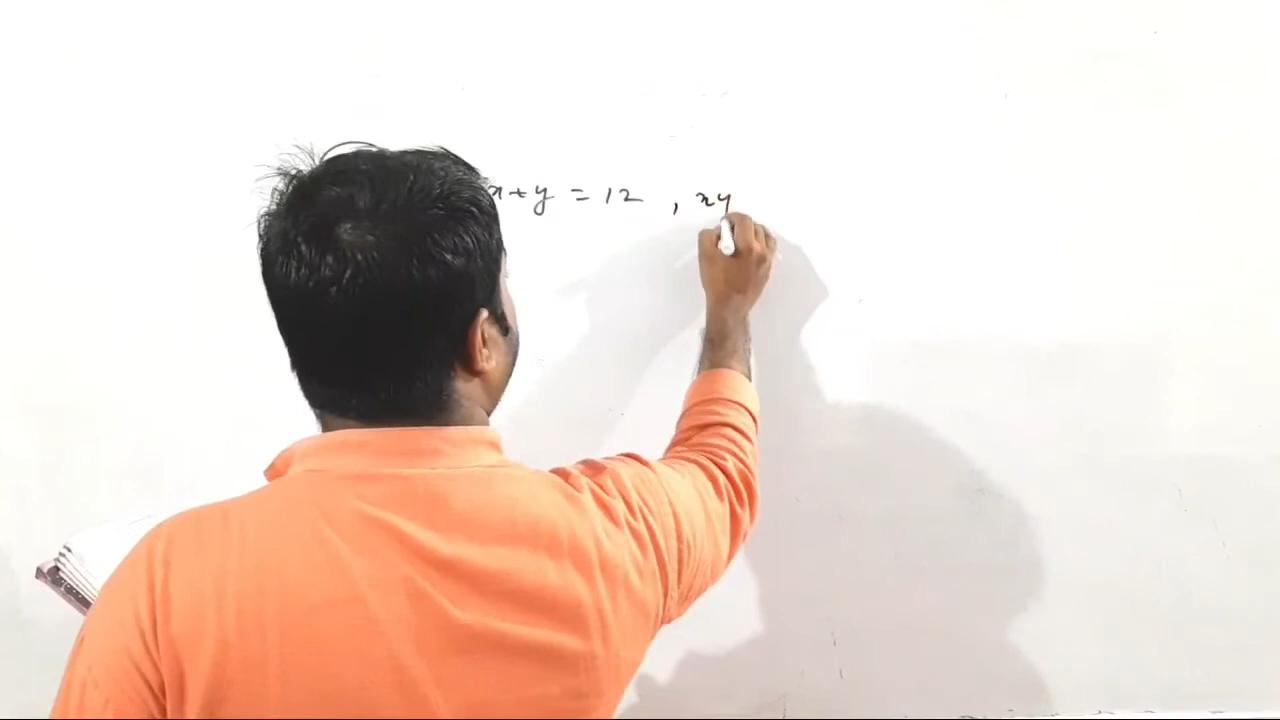 x+y = 12 , xy